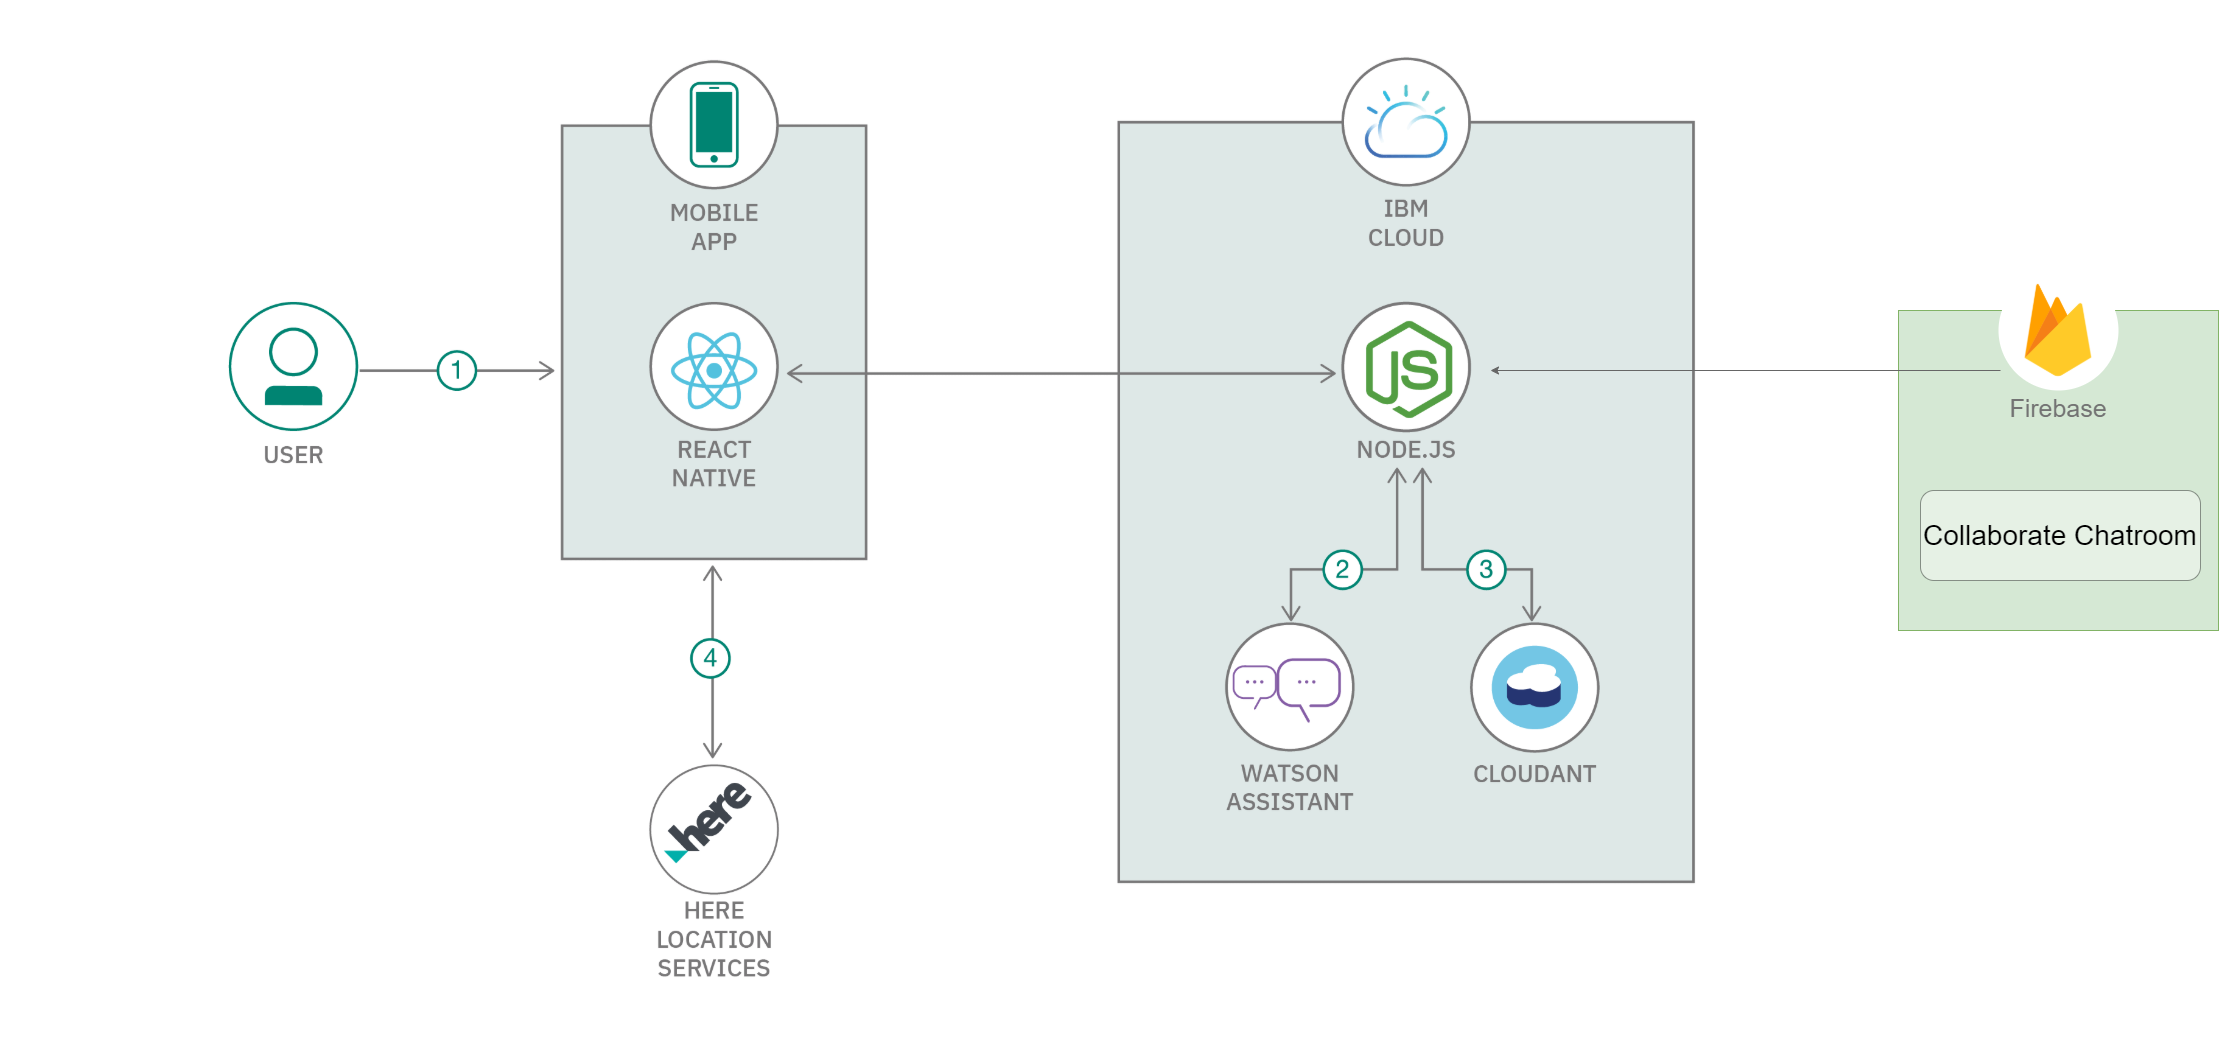 MOBILE
APP
IBM
CLOUD
1
USER
REACT
NATIVE
JS
NODE.JS
Firebase
Collaborate Chatroom
2
3
4
WATSON
ASSISTANT
CLOUDANT
here
HERE
LOCATION
SERVICES